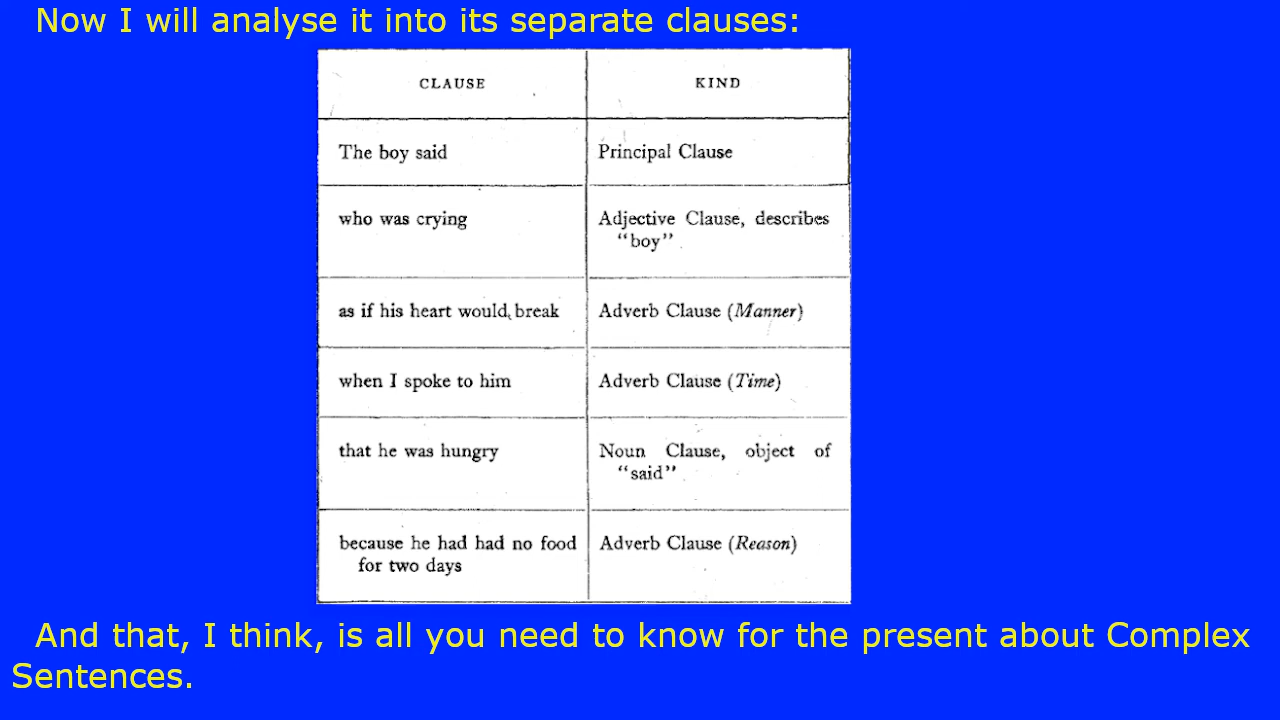 Now I will analyse it into its separate clauses:
CLAUSE KIND
The boy said Principal Clause
who was crying Adjective Clause, describes
"boy"
as if his heart would break Adverb Clause (Manner)
when I spoke to him Adverb Clause (Time)
that he was hungry Noun Clause, object of
"said"
because he had had no food Adverb Clause (Reason)
for two days
And that, I think, is all you need to know for the present about Complex
Sentences.